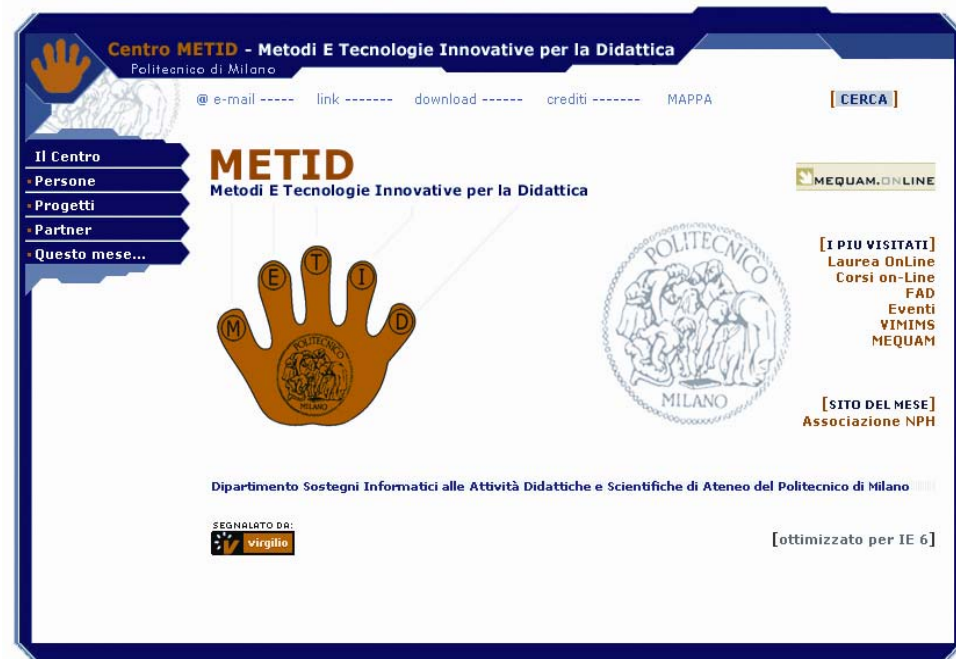 Centro METID - Metodi E Tecnologie Innovative per la Didattica
Politecnico di Milano
@ e-mail ----- link ------- download ------ crediti ------- MAPPA [ CERCA ]
Il Centro
Persone
Progetti
Partner
Questo mese...
METID
Metodi E Tecnologie Innovative per la Didattica
M E T I D
POLITECNICO
MILANO
POLITECNICO
MILANO
MEQUAM.ONLINE
[I PIU VISITATI]
Laurea OnLine
Corsi on-Line
FAD
Eventi
VIMIMS
MEQUAM
[SITO DEL MESE]
Associazione NPH
Dipartimento Sostegni Informatici alle Attività Didattiche e Scientifiche di Ateneo del Politecnico di Milano
SEGNALATO DA:
virgilio
[ottimizzato per IE 6]